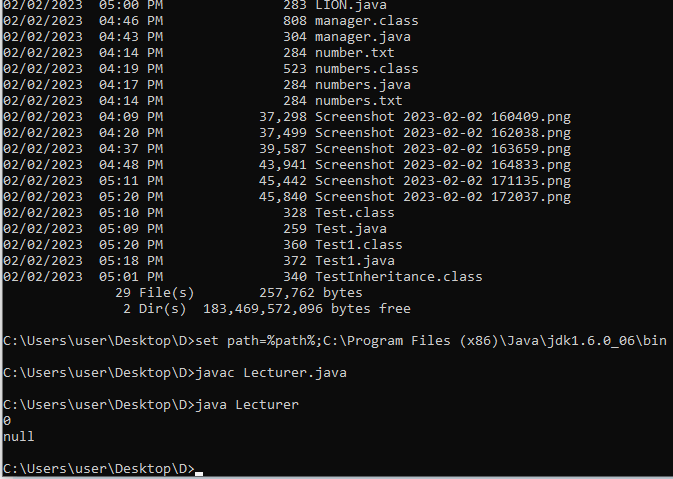 02/02/2023  05:00 PM               283 LION.java
02/02/2023  04:46 PM               808 manager.class
02/02/2023  04:43 PM               304 manager.java
02/02/2023  04:14 PM               284 number.txt
02/02/2023  04:19 PM               523 numbers.class
02/02/2023  04:17 PM               284 numbers.java
02/02/2023  04:14 PM               284 numbers.txt
02/02/2023  04:09 PM            37,298 Screenshot 2023-02-02 160409.png
02/02/2023  04:20 PM            37,499 Screenshot 2023-02-02 162038.png
02/02/2023  04:37 PM            39,587 Screenshot 2023-02-02 163659.png
02/02/2023  04:48 PM            43,941 Screenshot 2023-02-02 164833.png
02/02/2023  05:11 PM            45,442 Screenshot 2023-02-02 171135.png
02/02/2023  05:20 PM            45,840 Screenshot 2023-02-02 172037.png
02/02/2023  05:10 PM               328 Test.class
02/02/2023  05:09 PM               259 Test.java
02/02/2023  05:20 PM               360 Test1.class
02/02/2023  05:18 PM               372 Test1.java
02/02/2023  05:01 PM               340 TestInheritance.class
29 File(s)        257,762 bytes
2 Dir(s)  183,469,572,096 bytes free
C:\Users\user\Desktop\D>set path=%path%;C:\Program Files (x86)\Java\jdk1.6.0_06\bin
C:\Users\user\Desktop\D>javac Lecturer.java
C:\Users\user\Desktop\D>java Lecturer
0
null
C:\Users\user\Desktop\D>